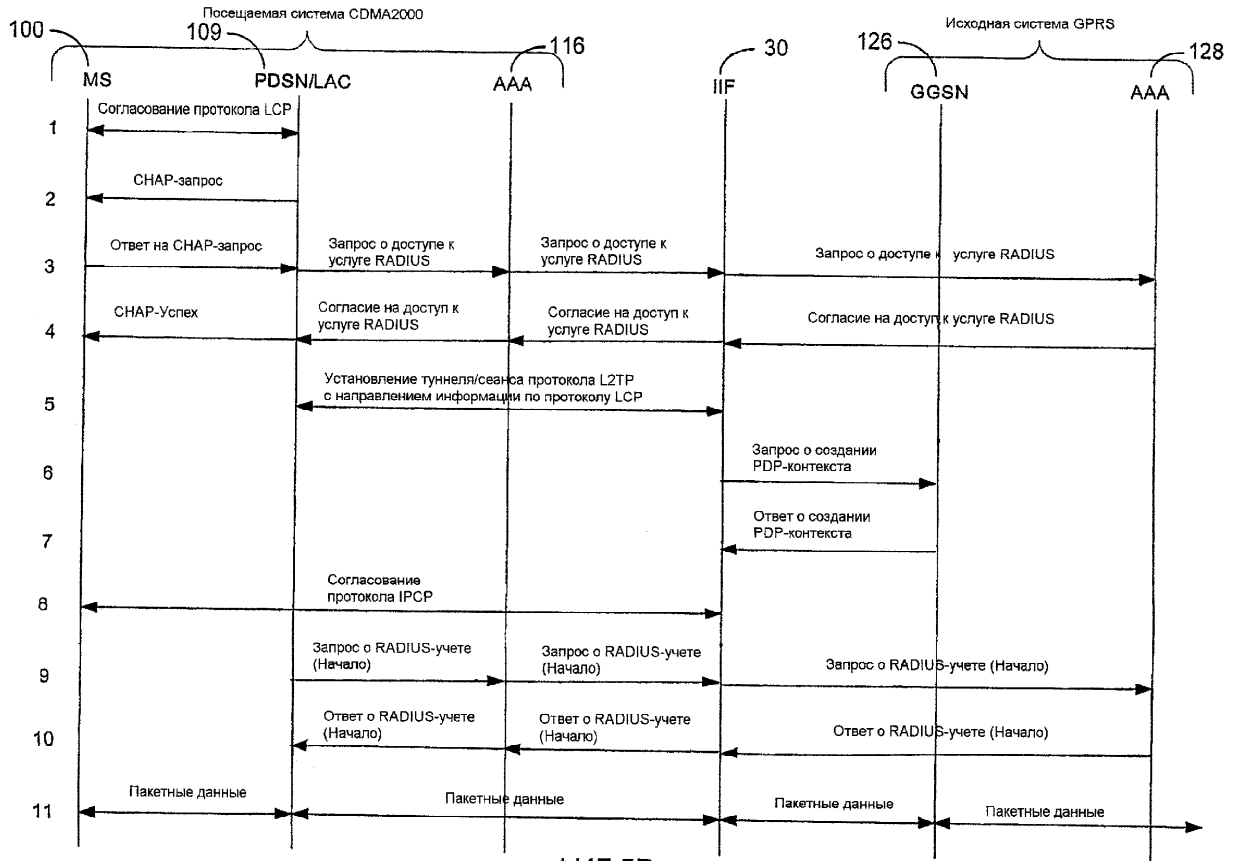 Посещаемая система CDMA2000
Исходная система GPRS
100
109
116
30
126
128
MS
PDSN/LAC
AAA
IIF
GGSN
AAA
1
Согласование протокола LCP
2
CHAP-запрос
3
Ответ на CHAP-запрос
Запрос о доступе к
услуге RADIUS
Запрос о доступе к
услуге RADIUS
Запрос о доступе к услуге RADIUS
4
CHAP-Успех
Согласие на доступ к
услуге RADIUS
Согласие на доступ к
услуге RADIUS
Согласие на доступ к услуге RADIUS
5
Установление туннеля/сеанса протокола L2TP
с направлением информации по протоколу LCP
6
Запрос о создании
PDP-контекста
7
Ответ о создании
PDP-контекста
8
Согласование
протокола IPCP
9
Запрос о RADIUS-учете
(Начало)
Запрос о RADIUS-учете
(Начало)
Запрос о RADIUS-учете (Начало)
10
Ответ о RADIUS-учете
(Начало)
Ответ о RADIUS-учете
(Начало)
Ответ о RADIUS-учете (Начало)
11
Пакетные данные
Пакетные данные
Пакетные данные
Пакетные данные